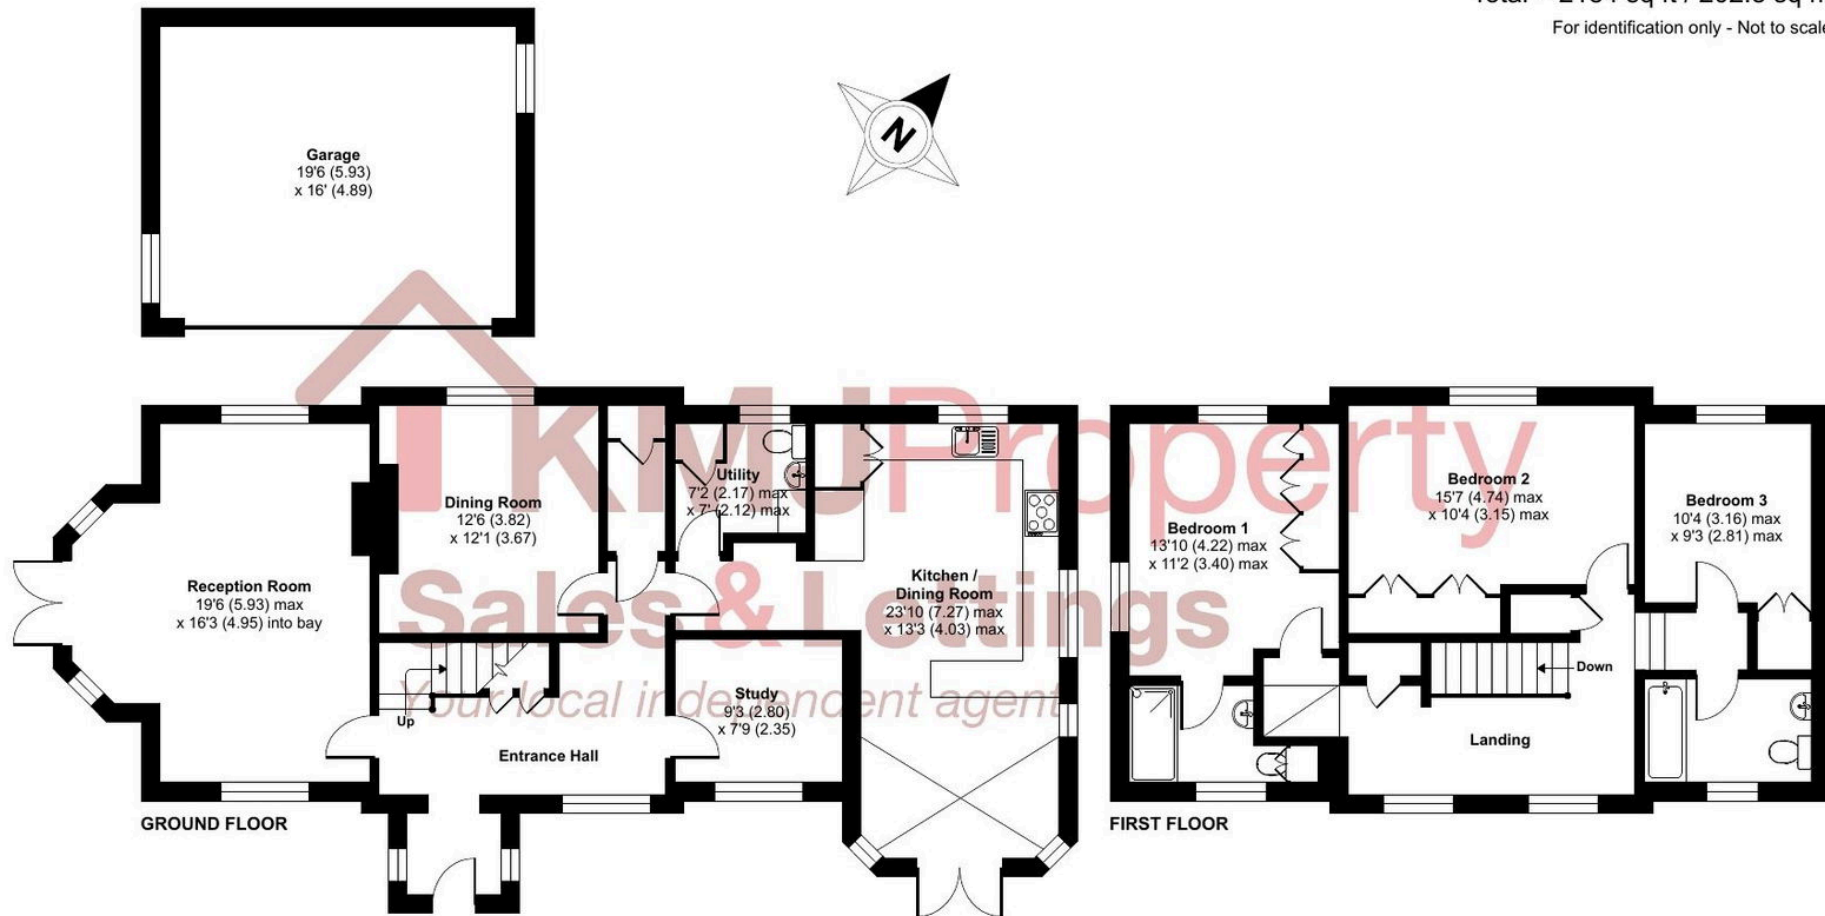 For identification only - Not to scale
Garage
19'6 (5.93)
x 16' (4.89)
N
KMJ Property
Sales & Lettings
Your local independent agent
Dining Room
12'6 (3.82)
x 12'1 (3.67)
Utility
7'2 (2.17) max
x 7' (2.12) max
Reception Room
19'6 (5.93) max
x 16'3 (4.95) into bay
Kitchen /
Dining Room
23'10 (7.27) max
x 13'3 (4.03) max
Study
9'3 (2.80)
x 7'9 (2.35)
Up
Entrance Hall
GROUND FLOOR
Bedroom 1
13'10 (4.22) max
x 11'2 (3.40) max
Bedroom 2
15'7 (4.74) max
x 10'4 (3.15) max
Bedroom 3
10'4 (3.16) max
x 9'3 (2.81) max
Down
Landing
FIRST FLOOR